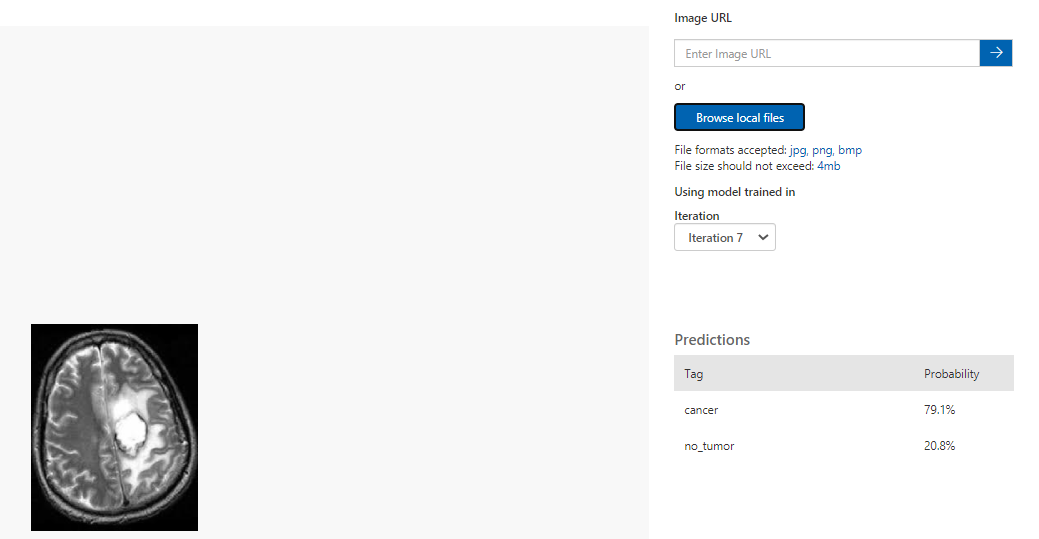 Image URL
Enter Image URL
or
Browse local files
File formats accepted: jpg, png, bmp
File size should not exceed: 4mb
Using model trained in
Iteration
Iteration 7
Predictions
Tag Probability
cancer 79.1%
no_tumor 20.8%